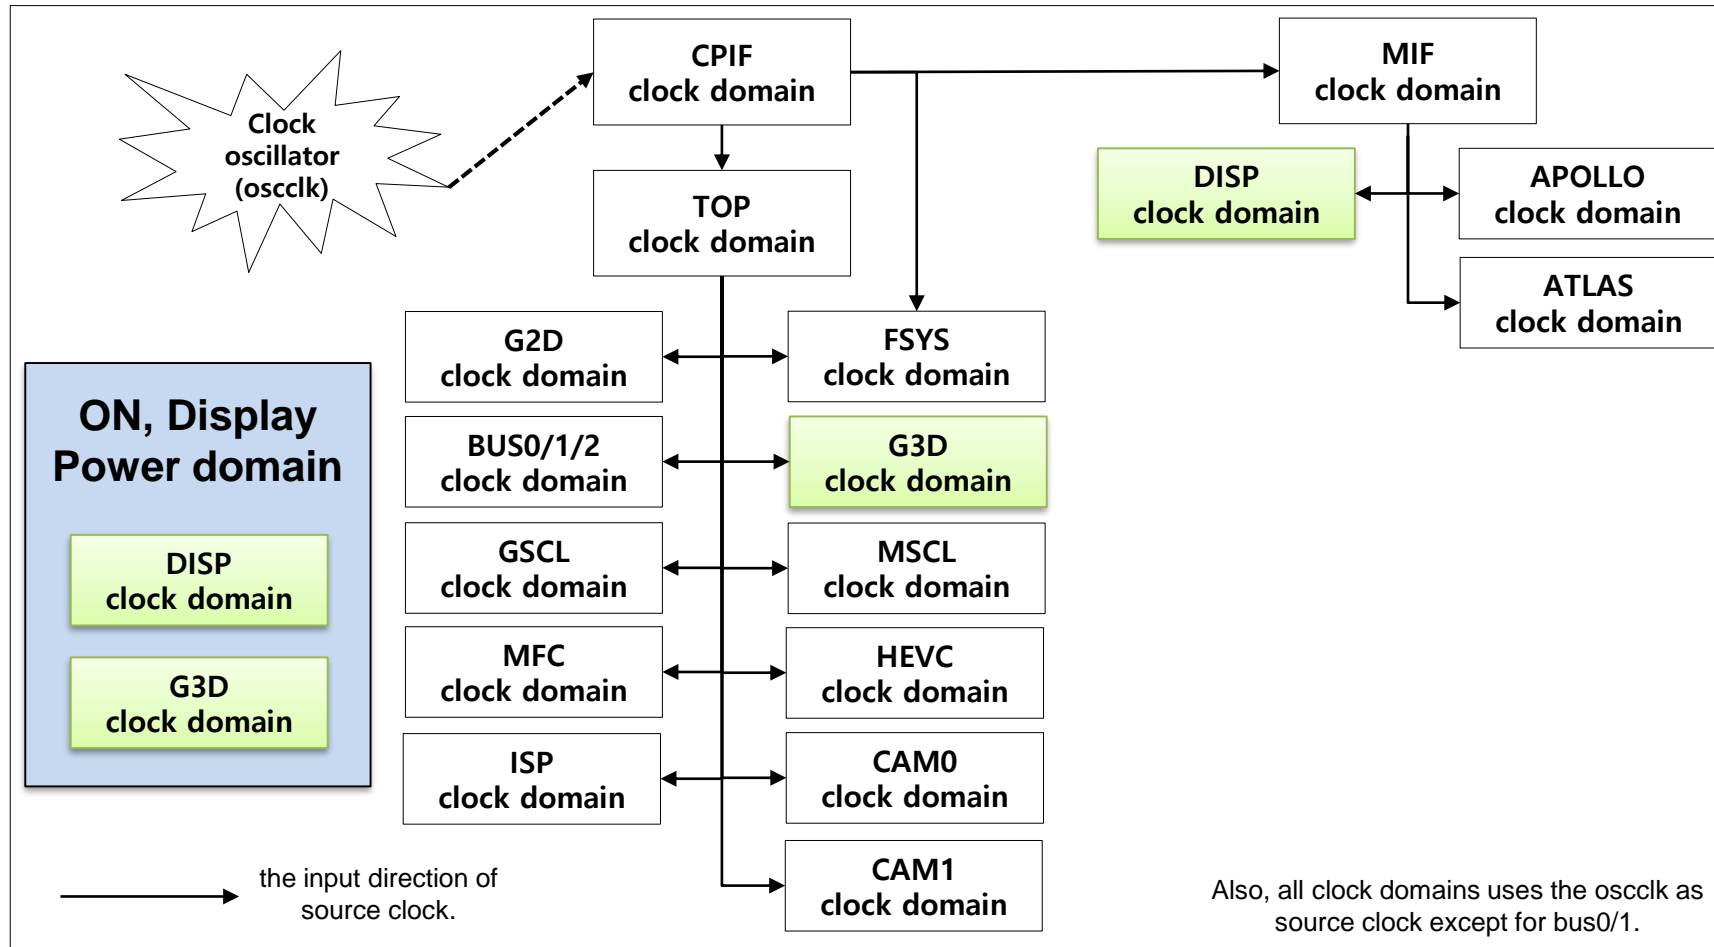 CPIF
clock domain
MIF
clock domain
Clock
oscillator
(oscclk)
TOP
clock domain
DISP
clock domain
APOLLO
clock domain
ATLAS
clock domain
G2D
clock domain
FSYS
clock domain
ON, Display
Power domain
DISP
clock domain
G3D
clock domain
BUS0/1/2
clock domain
G3D
clock domain
GSCL
clock domain
MSCL
clock domain
MFC
clock domain
HEVC
clock domain
ISP
clock domain
CAM0
clock domain
CAM1
clock domain
the input direction of
source clock.
Also, all clock domains uses the oscclk as
source clock except for bus0/1.